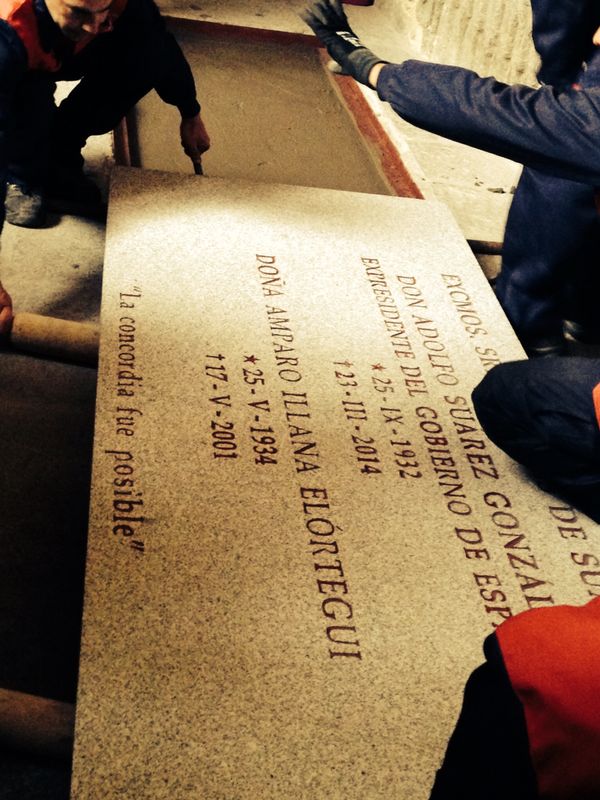 EXCMOS. SR DE SU
DON ADOLFO SUÁREZ GONZÁL
EXPRESIDENTE DEL GOBIERNO DE ESP
★ 25 - IX - 1932
† 23 - III - 2014
DOÑA AMPARO ILLANA ELÓRTEGUI
★ 25 - V - 1934
† 17 - V - 2001
"La concordia fue posible"